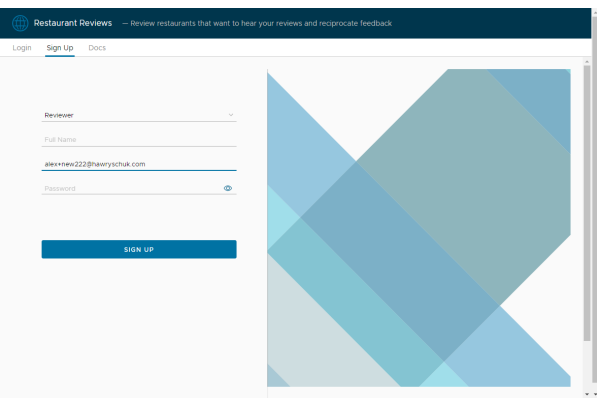 Restaurant Reviews — Review restaurants that want to hear your reviews and reciprocate feedback
Login Sign Up Docs
Reviewer
Full Name
alex+new222@hawryschuk.com
Password
SIGN UP